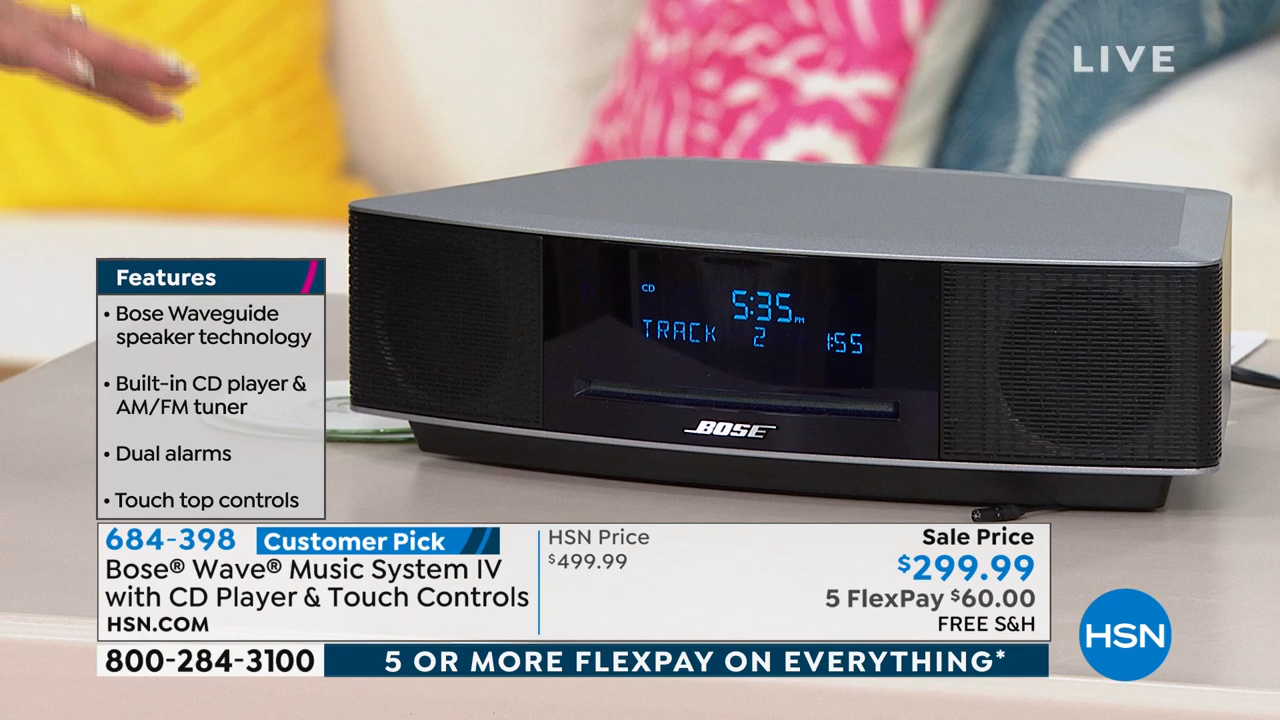 LIVE
CD
5:35 PM
TRACK 2 1:55
BOSE
Features
• Bose Waveguide
speaker technology
• Built-in CD player &
AM/FM tuner
• Dual alarms
• Touch top controls
684-398 Customer Pick
Bose® Wave® Music System IV
with CD Player & Touch Controls
HSN.COM
HSN Price
$499.99
Sale Price
$299.99
5 FlexPay $60.00
FREE S&H
HSN
800-284-3100 5 OR MORE FLEXPAY ON EVERYTHING*